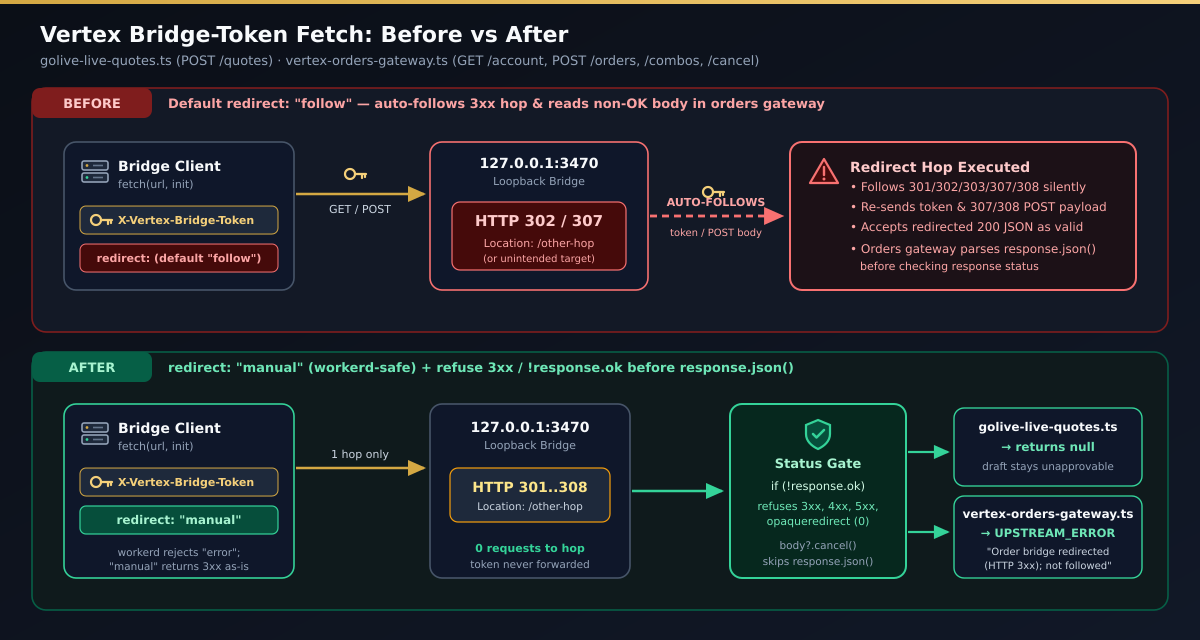 Vertex Bridge-Token Fetch: Before vs After
golive-live-quotes.ts (POST /quotes) · vertex-orders-gateway.ts (GET /account, POST /orders, /combos, /cancel)
BEFORE
Default redirect: "follow" — auto-follows 3xx hop & reads non-OK body in orders gateway
Bridge Client
fetch(url, init)
X-Vertex-Bridge-Token
redirect: (default "follow")
GET / POST
127.0.0.1:3470
Loopback Bridge
HTTP 302 / 307
Location: /other-hop
(or unintended target)
AUTO-FOLLOWS
token / POST body
Redirect Hop Executed
• Follows 301/302/303/307/308 silently
• Re-sends token & 307/308 POST payload
• Accepts redirected 200 JSON as valid
• Orders gateway parses response.json()
before checking response status
AFTER
redirect: "manual" (workerd-safe) + refuse 3xx / !response.ok before response.json()
Bridge Client
fetch(url, init)
X-Vertex-Bridge-Token
redirect: "manual"
workerd rejects "error";
"manual" returns 3xx as-is
1 hop only
127.0.0.1:3470
Loopback Bridge
HTTP 301..308
Location: /other-hop
0 requests to hop
token never forwarded
Status Gate
if (!response.ok)
refuses 3xx, 4xx, 5xx,
opaqueredirect (0)
body?.cancel()
skips response.json()
golive-live-quotes.ts
→ returns null
draft stays unapprovable
vertex-orders-gateway.ts
→ UPSTREAM_ERROR
"Order bridge redirected
(HTTP 3xx); not followed"